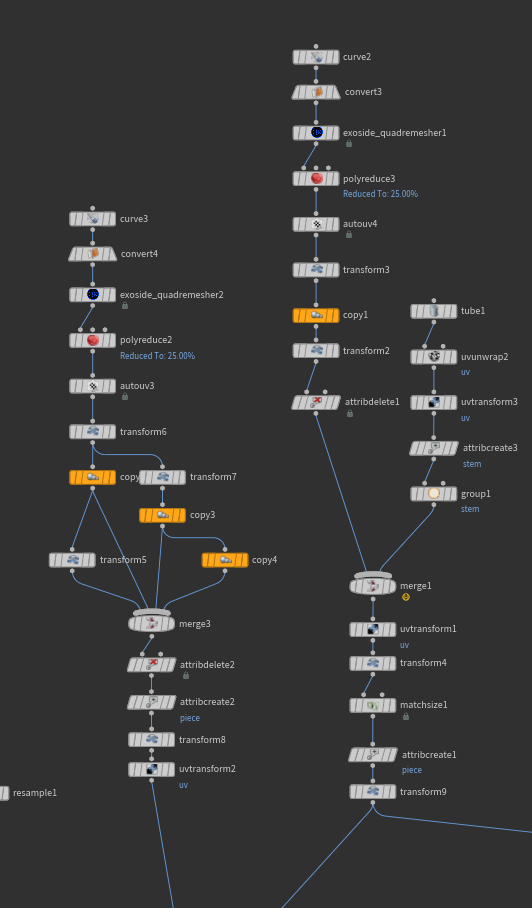 curve2
convert3
exoside_quadremesher1
polyreduce3
Reduced To: 25.00%
autouv4
transform3
copy1
transform2
attribdelete1
tube1
uvunwrap2
uv
uvtransform3
uv
attribcreate3
stem
group1
stem
merge1
uvtransform1
uv
transform4
matchsize1
attribcreate1
piece
transform9
curve3
convert4
exoside_quadremesher2
polyreduce2
Reduced To: 25.00%
autouv3
transform6
copy
transform7
copy3
transform5
copy4
merge3
attribdelete2
attribcreate2
piece
transform8
uvtransform2
uv
resample1